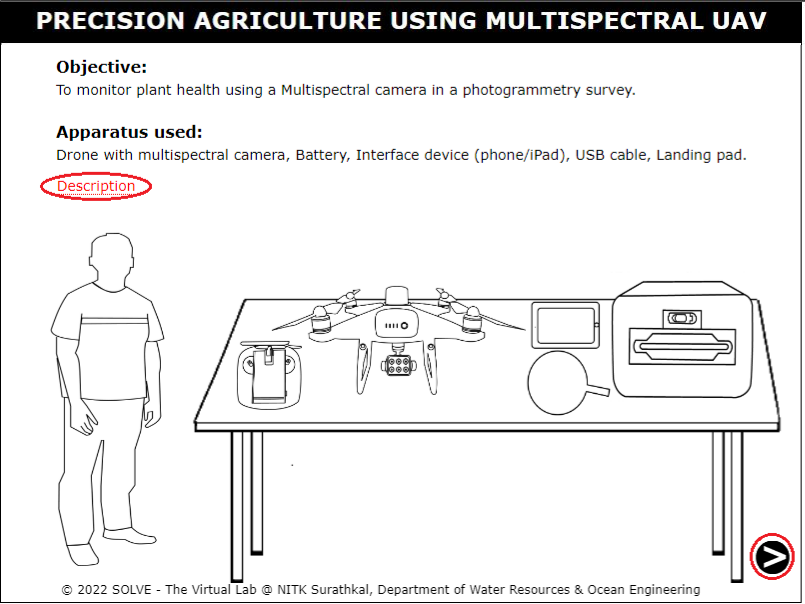 PRECISION AGRICULTURE USING MULTISPECTRAL UAV
Objective:
To monitor plant health using a Multispectral camera in a photogrammetry survey.
Apparatus used:
Drone with multispectral camera, Battery, Interface device (phone/iPad), USB cable, Landing pad.
Description
© 2022 SOLVE - The Virtual Lab @ NITK Surathkal, Department of Water Resources & Ocean Engineering